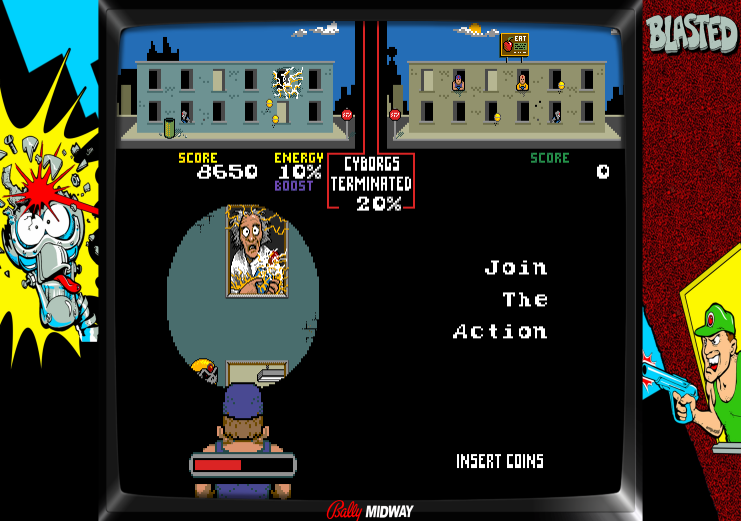 BLASTED
EAT
SCORE
8650
ENERGY
10%
BOOST
CYBORGS
TERMINATED
20%
SCORE
0
Join
The
Action
INSERT COINS
Bally MIDWAY